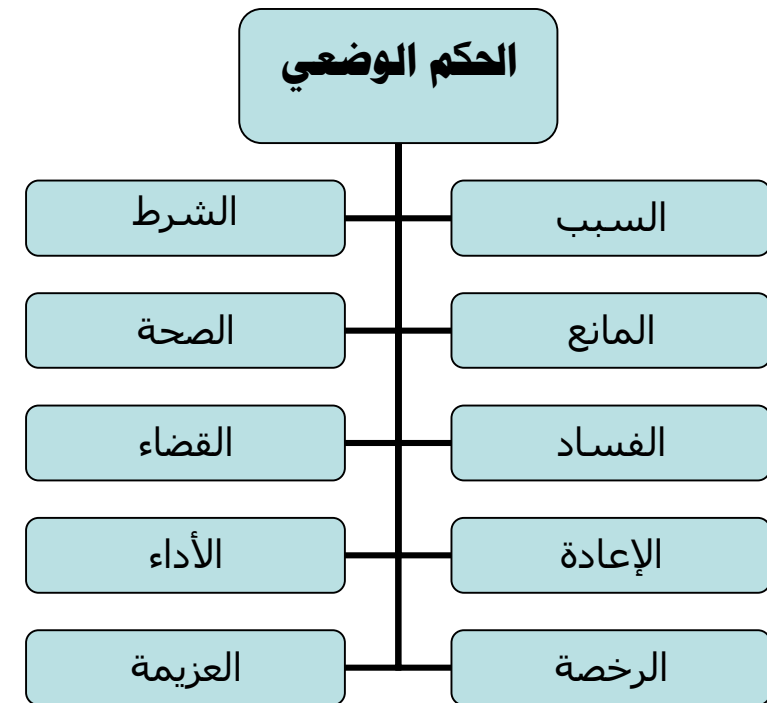 الحكم الوضعي
السبب
الشرط
المانع
الصحة
الفساد
القضاء
الإعادة
الأداء
الرخصة
العزيمة